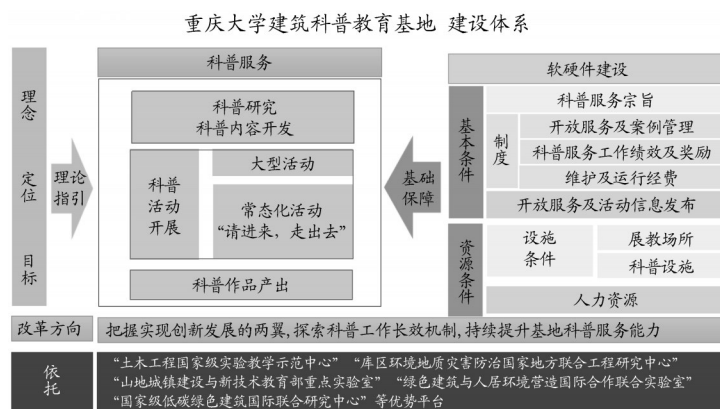 重庆大学建筑科普教育基地 建设体系
理念
定位
目标
理论
指引
科普服务
科普研究
科普内容开发
科普
活动
开展
大型活动
常态化活动
“请进来，走出去”
科普作品产出
基础
保障
软硬件建设
基本条件
科普服务宗旨
制度
开放服务及案例管理
科普服务工作绩效及奖励
维护及运行经费
开放服务及活动信息发布
资源条件
设施
条件
展教场所
科普设施
人力资源
改革方向
把握实现创新发展的两翼,探索科普工作长效机制,持续提升基地科普服务能力
依托
“土木工程国家级实验教学示范中心” “库区环境地质灾害防治国家地方联合工程研究中心”
“山地城镇建设与新技术教育部重点实验室” “绿色建筑与人居环境营造国际合作联合实验室”
“国家级低碳绿色建筑国际联合研究中心”等优势平台